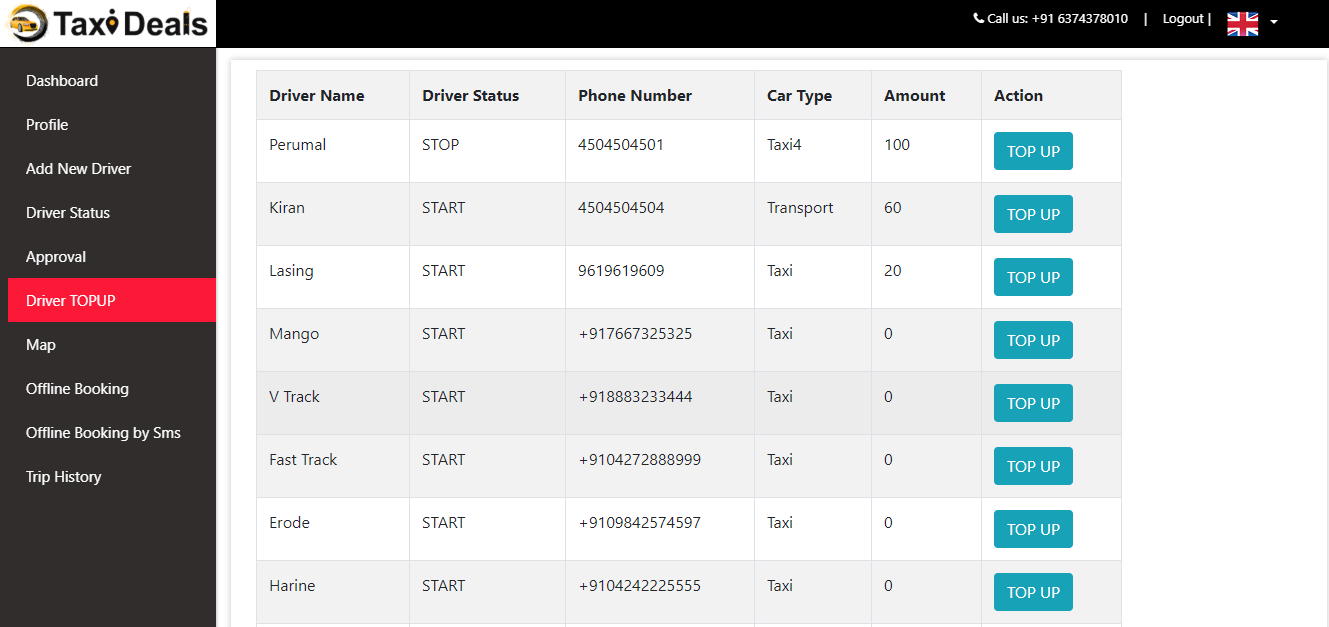 Taxi Deals
Call us: +91 6374378010 | Logout |
Dashboard
Profile
Add New Driver
Driver Status
Approval
Driver TOPUP
Map
Offline Booking
Offline Booking by Sms
Trip History
Driver Name Driver Status Phone Number Car Type Amount Action
Perumal STOP 4504504501 Taxi4 100 TOP UP
Kiran START 4504504504 Transport 60 TOP UP
Lasing START 9619619609 Taxi 20 TOP UP
Mango START +917667325325 Taxi 0 TOP UP
V Track START +918883233444 Taxi 0 TOP UP
Fast Track START +9104272888999 Taxi 0 TOP UP
Erode START +9109842574597 Taxi 0 TOP UP
Harine START +9104242225555 Taxi 0 TOP UP